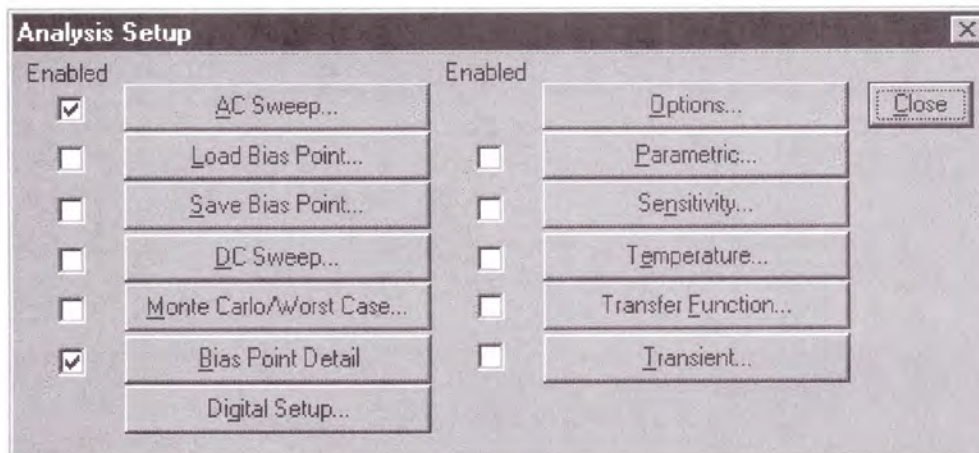 Analysis Setup
Enabled
AC Sweep...
Load Bias Point...
Save Bias Point...
DC Sweep...
Monte Carlo/Worst Case...
Bias Point Detail
Digital Setup...
Enabled
Options...
Parametric...
Sensitivity...
Temperature...
Transfer Function...
Transient...
Close